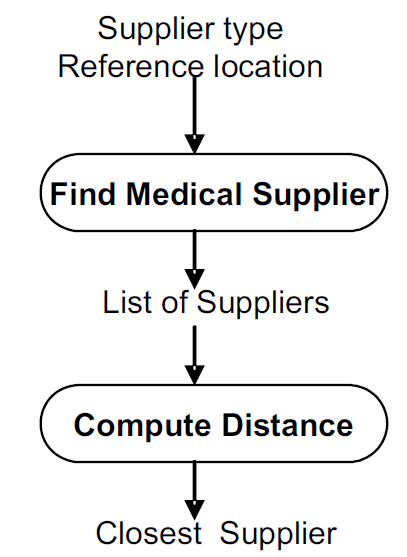 Supplier type
Reference location
Find Medical Supplier
List of Suppliers
Compute Distance
Closest Supplier